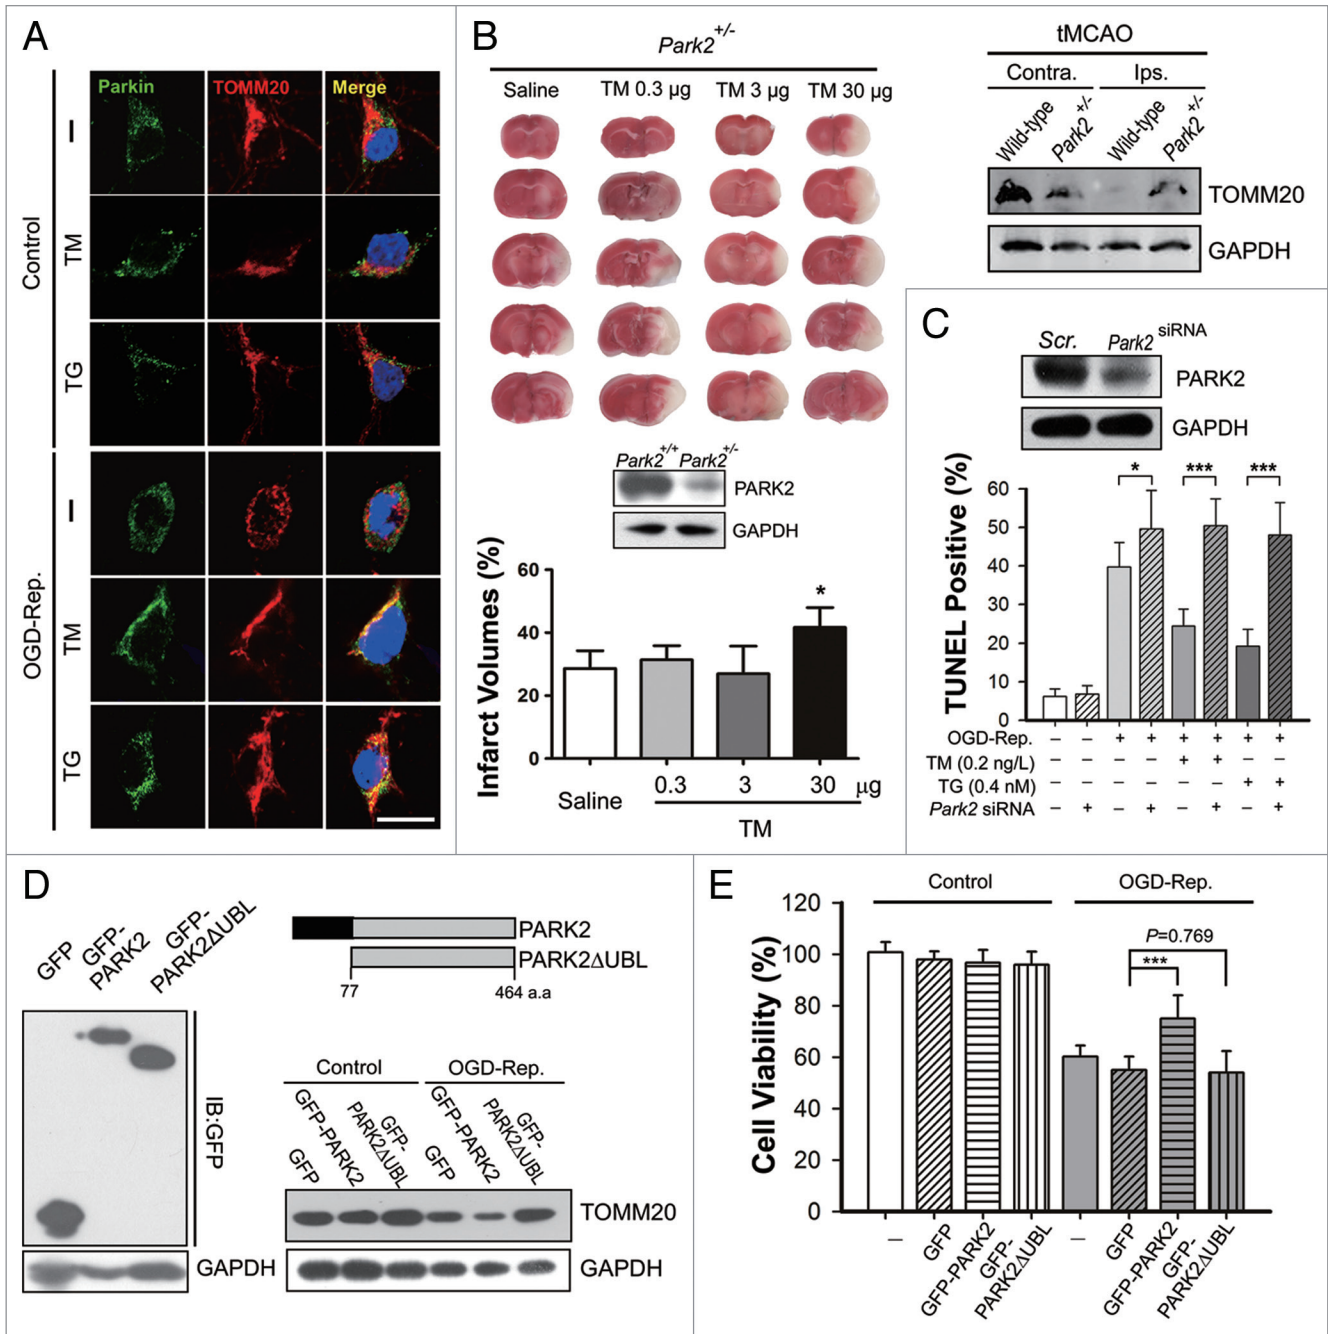 A
Parkin TOMM20 Merge
Control
–
TM
TG
OGD-Rep.
–
TM
TG
B
Park2+/-
Saline TM 0.3 µg TM 3 µg TM 30 µg
Park2+/+ Park2+/-
PARK2
GAPDH
Infarct Volumes (%)
60
40
20
0
*
Saline 0.3 3 30 µg
TM
tMCAO
Contra. Ips.
Wild-type Park2+/- Wild-type Park2+/-
TOMM20
GAPDH
C
Scr. Park2 siRNA
PARK2
GAPDH
TUNEL Positive (%)
60
50
40
30
20
10
0
* *** ***
OGD-Rep. – – + + + + + +
TM (0.2 ng/L) – – – – + + – –
TG (0.4 nM) – – – – – – + +
Park2 siRNA – + – + – + – +
D
GFP GFP-PARK2 GFP-PARK2ΔUBL
IB:GFP
GAPDH
PARK2
PARK2ΔUBL
77 464 a.a
Control OGD-Rep.
GFP GFP-PARK2 GFP-PARK2ΔUBL GFP GFP-PARK2 GFP-PARK2ΔUBL
TOMM20
GAPDH
E
Control OGD-Rep.
P=0.769
***
Cell Viability (%)
120
100
80
60
40
20
0
– GFP GFP-PARK2 GFP-PARK2ΔUBL – GFP GFP-PARK2 GFP-PARK2ΔUBL